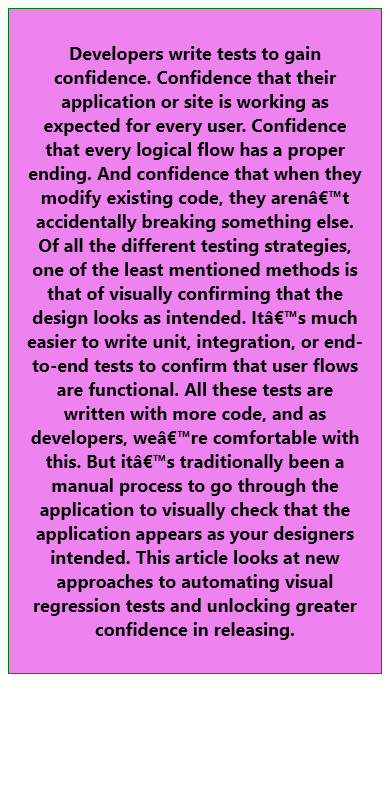 Developers write tests to gain
confidence. Confidence that their
application or site is working as
expected for every user. Confidence
that every logical flow has a proper
ending. And confidence that when they
modify existing code, they arenâ€™t
accidentally breaking something else.
Of all the different testing strategies,
one of the least mentioned methods is
that of visually confirming that the
design looks as intended. Itâ€™s much
easier to write unit, integration, or end-
to-end tests to confirm that user flows
are functional. All these tests are
written with more code, and as
developers, weâ€™re comfortable with
this. But itâ€™s traditionally been a
manual process to go through the
application to visually check that the
application appears as your designers
intended. This article looks at new
approaches to automating visual
regression tests and unlocking greater
confidence in releasing.